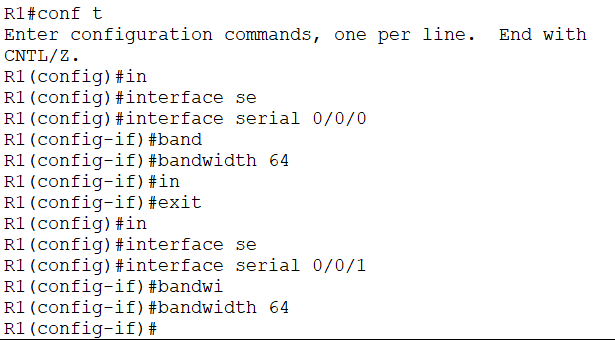 R1#conf t
Enter configuration commands, one per line.  End with
CNTL/Z.
R1(config)#in
R1(config)#interface se
R1(config)#interface serial 0/0/0
R1(config-if)#band
R1(config-if)#bandwidth 64
R1(config-if)#in
R1(config-if)#exit
R1(config)#in
R1(config)#interface se
R1(config)#interface serial 0/0/1
R1(config-if)#bandwi
R1(config-if)#bandwidth 64
R1(config-if)#